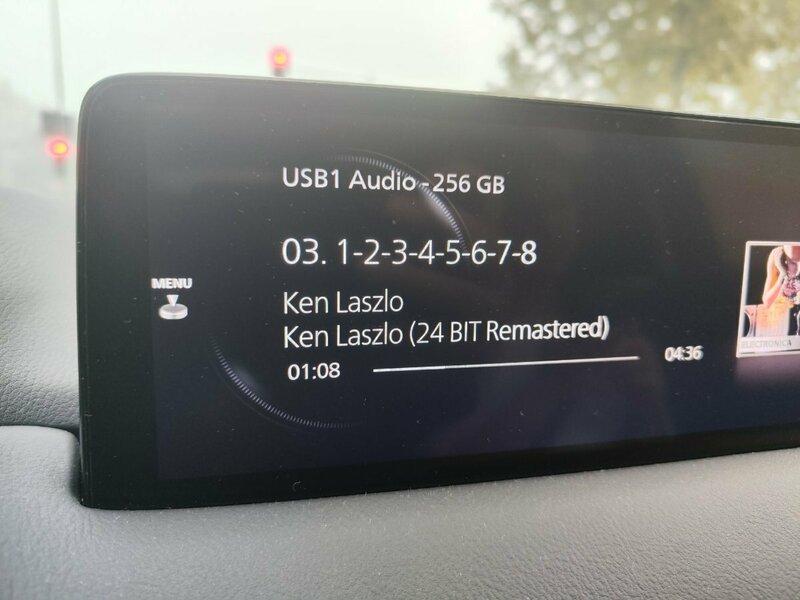 USB1 Audio - 256 GB
03. 1-2-3-4-5-6-7-8
MENU
Ken Laszlo
Ken Laszlo (24 BIT Remastered)
01:08
04:36
ELECTRONICA